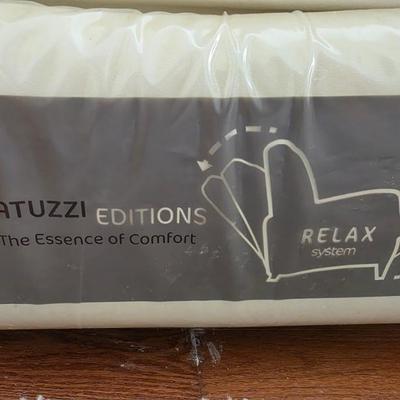 ATUZZI EDITIONS
The Essence of Comfort
RELAX
system